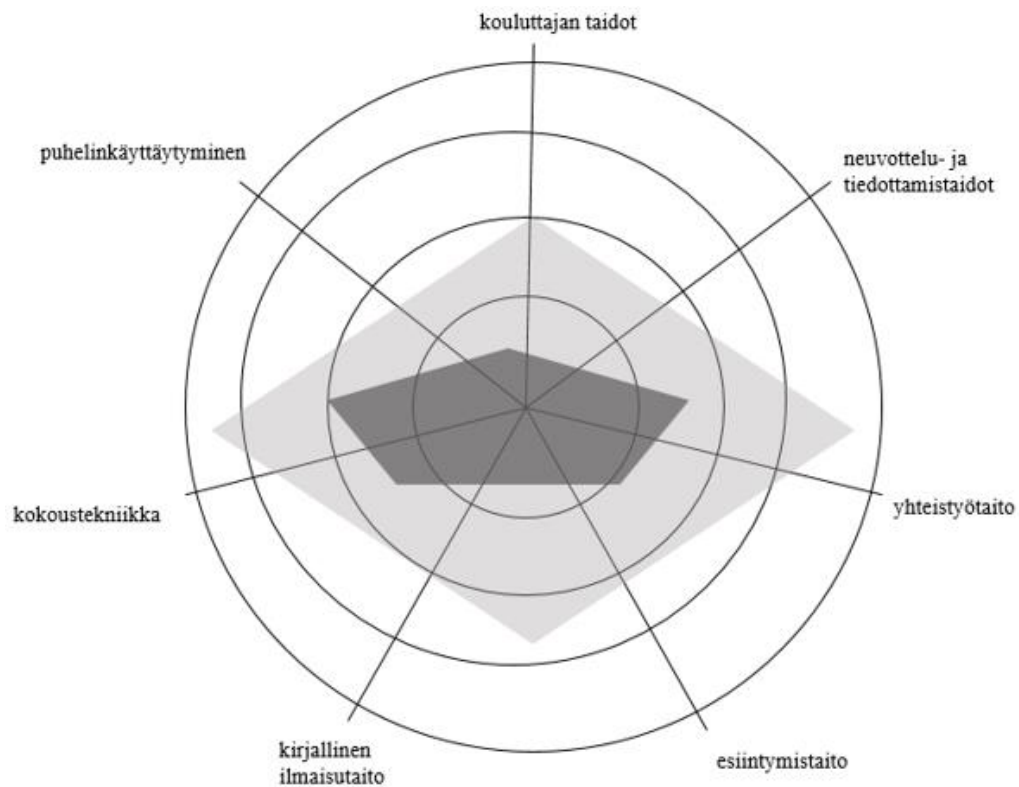 kouluttajan taidot
puhelinkäyttäytyminen
neuvottelu- ja
tiedottamistaidot
kokoustekniikka
yhteistyötaito
kirjallinen
ilmaisutaito
esiintymistaito